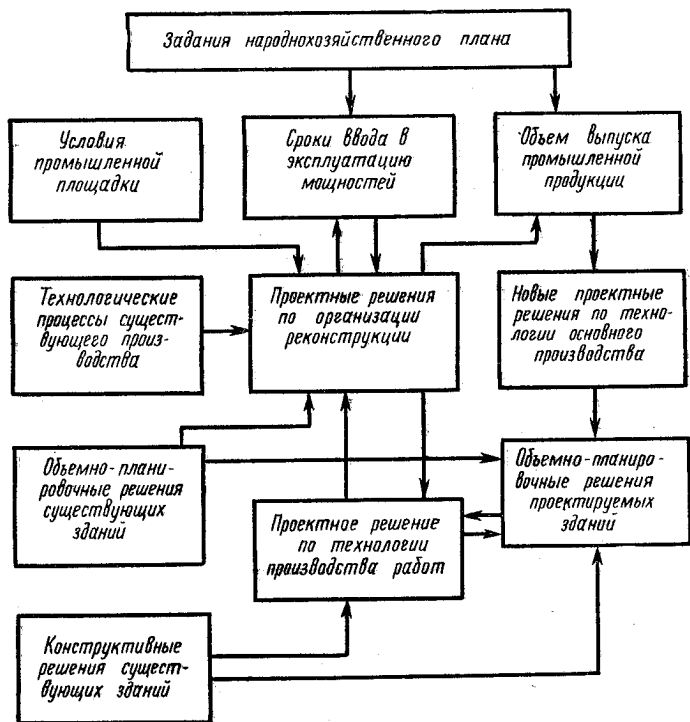 Задания народнохозяйственного плана
Условия
промышленной
площадки
Сроки ввода в
эксплуатацию
мощностей
Объем выпуска
промышленной
продукции
Технологические
процессы сущест-
вующего произ-
водства
Проектные решения
по организации
реконструкции
Новые проектные
решения по техно-
логии основного
производства
Объемно-плани-
ровочные решения
существующих
зданий
Проектное решение
по технологии
производства работ
Объемно-планиро-
вочные решения
проектируемых
зданий
Конструктивные
решения сущест-
вующих зданий